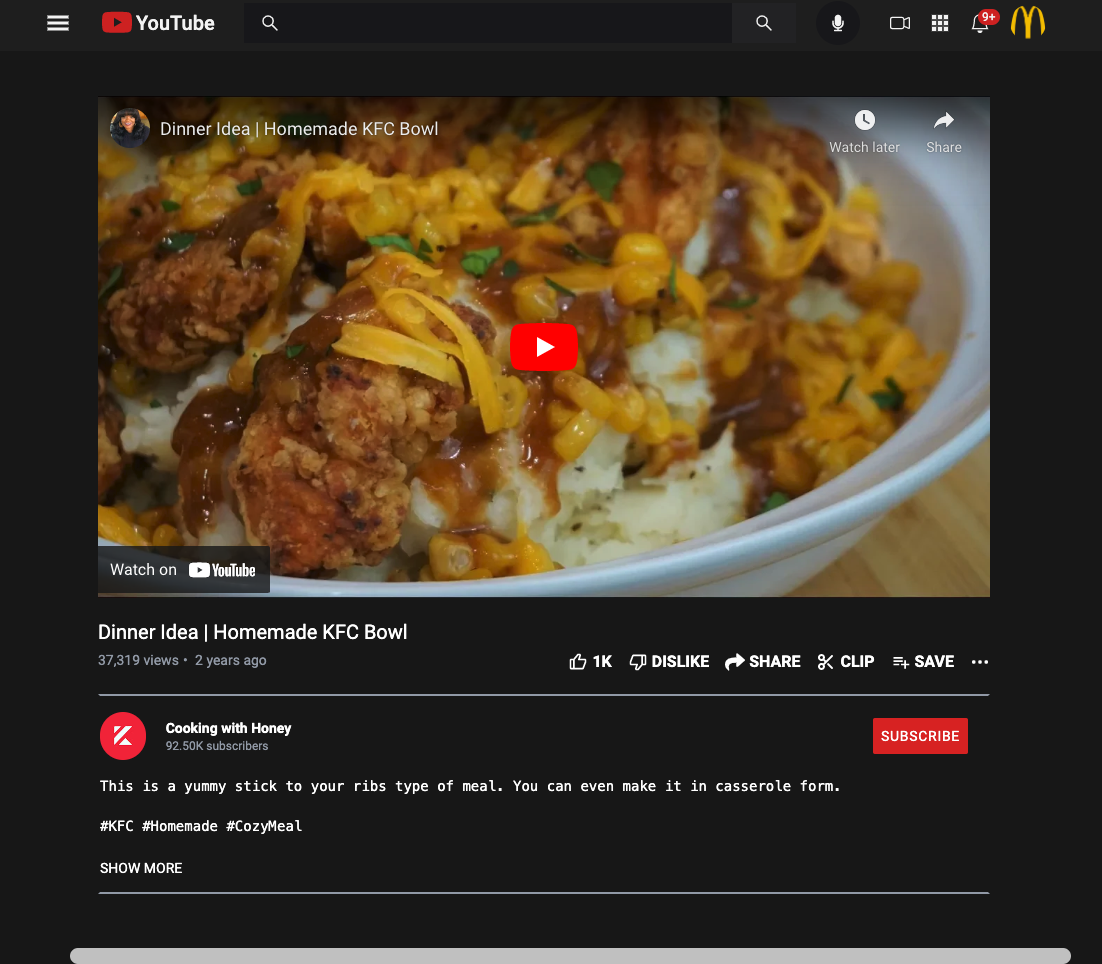 YouTube
9+
Dinner Idea | Homemade KFC Bowl
Watch later
Share
Watch on YouTube
Dinner Idea | Homemade KFC Bowl
37,319 views • 2 years ago
1K DISLIKE SHARE CLIP SAVE
Cooking with Honey
92.50K subscribers
SUBSCRIBE
This is a yummy stick to your ribs type of meal. You can even make it in casserole form.
#KFC #Homemade #CozyMeal
SHOW MORE